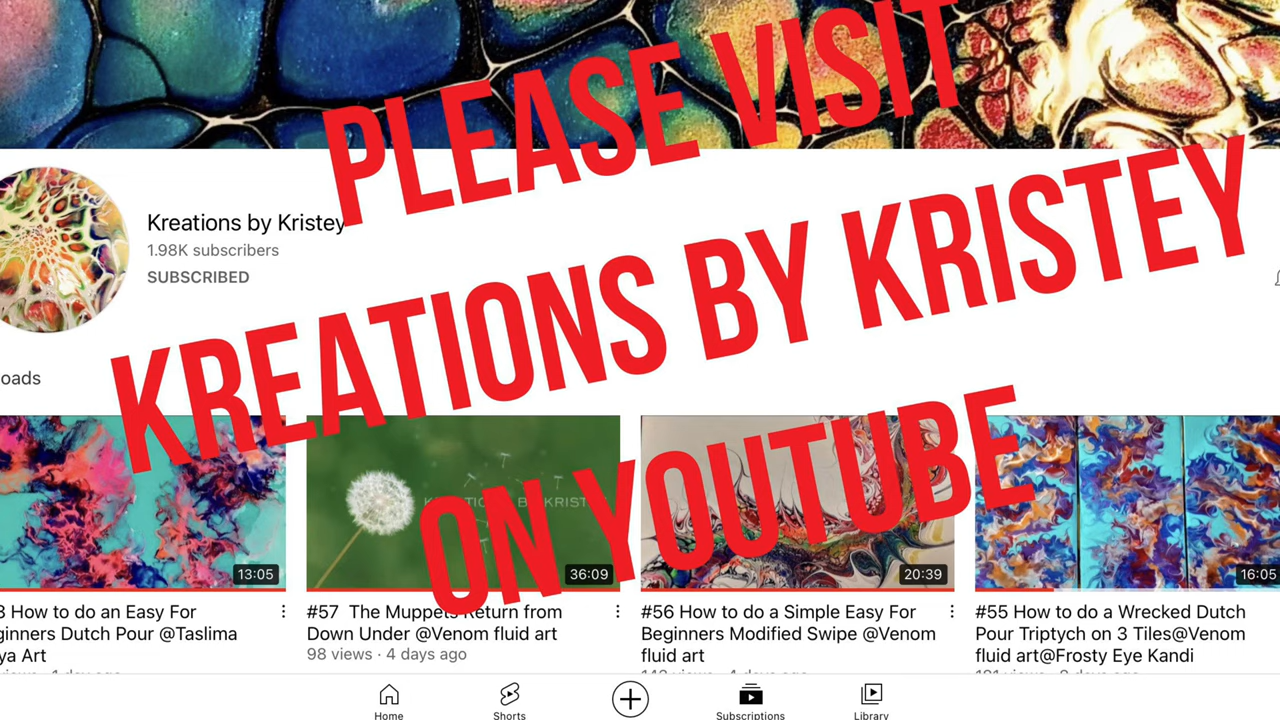 PLEASE VISIT
KREATIONS BY KRISTEY
ON YOUTUBE
Kreations by Kristey
1.98K subscribers
SUBSCRIBED
oads
13:05
36:09
20:39
16:05
How to do an Easy For
ginners Dutch Pour @Taslima
ya Art
#57 The Muppets Return from
Down Under @Venom fluid art
98 views · 4 days ago
#56 How to do a Simple Easy For
Beginners Modified Swipe @Venom
fluid art
#55 How to do a Wrecked Dutch
Pour Triptych on 3 Tiles@Venom
fluid art@Frosty Eye Kandi
Home
Shorts
Subscriptions
Library